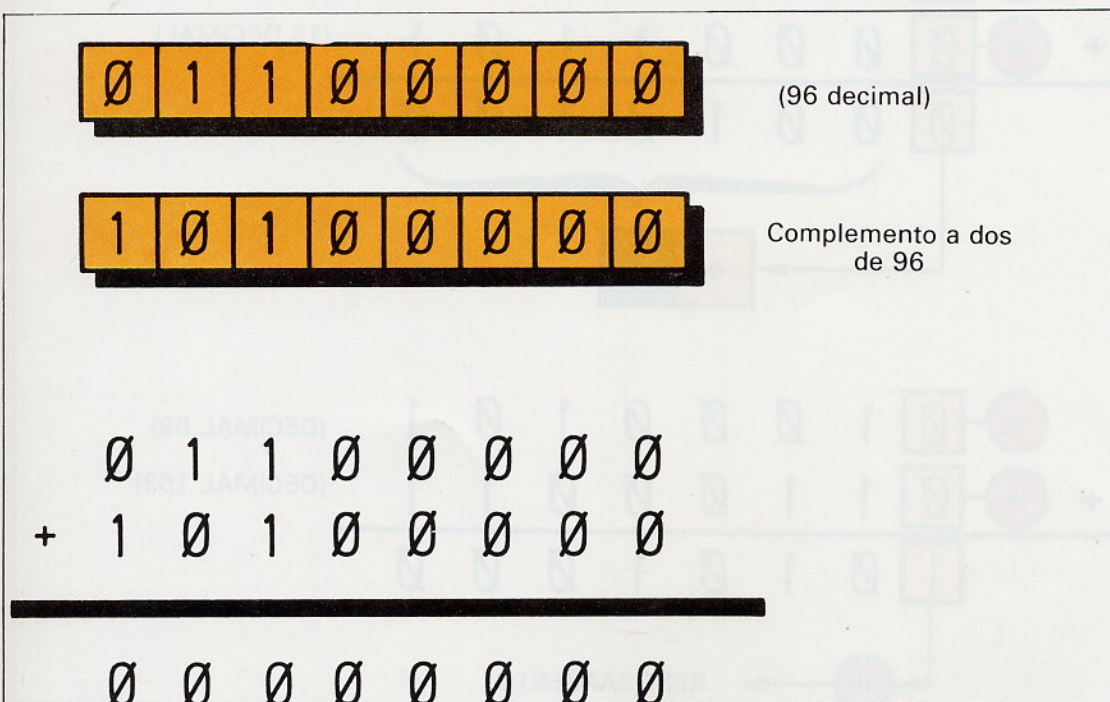 Ø 1 1 Ø Ø Ø Ø Ø
(96 decimal)
1 Ø 1 Ø Ø Ø Ø Ø
Complemento a dos
de 96
Ø 1 1 Ø Ø Ø Ø Ø
+ 1 Ø 1 Ø Ø Ø Ø Ø
Ø Ø Ø Ø Ø Ø Ø Ø